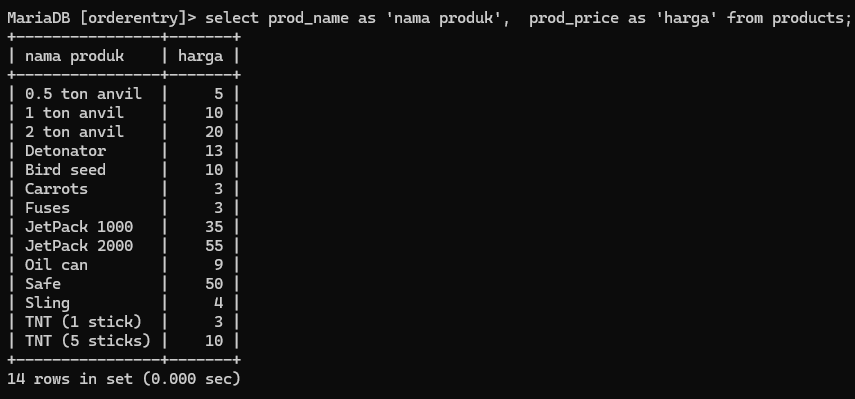 MariaDB [orderentry]> select prod_name as 'nama produk',  prod_price as 'harga' from products;
+----------------+-------+
| nama produk    | harga |
+----------------+-------+
| 0.5 ton anvil  |     5 |
| 1 ton anvil    |    10 |
| 2 ton anvil    |    20 |
| Detonator      |    13 |
| Bird seed      |    10 |
| Carrots        |     3 |
| Fuses          |     3 |
| JetPack 1000   |    35 |
| JetPack 2000   |    55 |
| Oil can        |     9 |
| Safe           |    50 |
| Sling          |     4 |
| TNT (1 stick)  |     3 |
| TNT (5 sticks) |    10 |
+----------------+-------+
14 rows in set (0.000 sec)